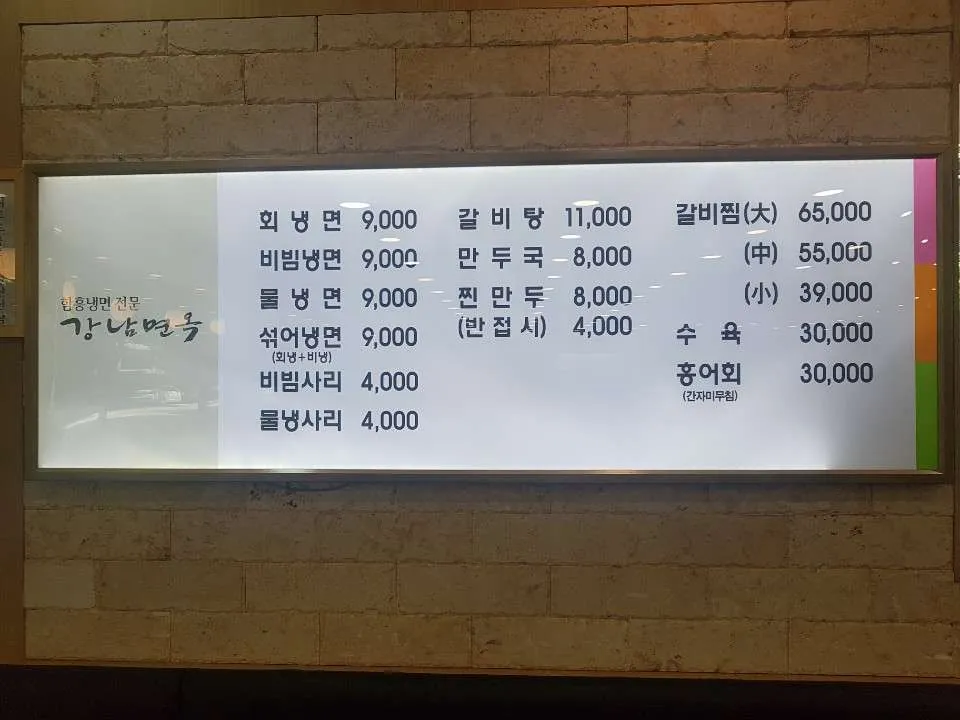 함흥냉면 전문
강남면옥
회냉면 9,000
비빔냉면 9,000
물냉면 9,000
섞어냉면 9,000
(회냉+비냉)
비빔사리 4,000
물냉사리 4,000
갈비탕 11,000
만두국 8,000
찐만두 8,000
(반접시) 4,000
갈비찜(大) 65,000
(中) 55,000
(小) 39,000
수육 30,000
홍어회 30,000
(간자미무침)